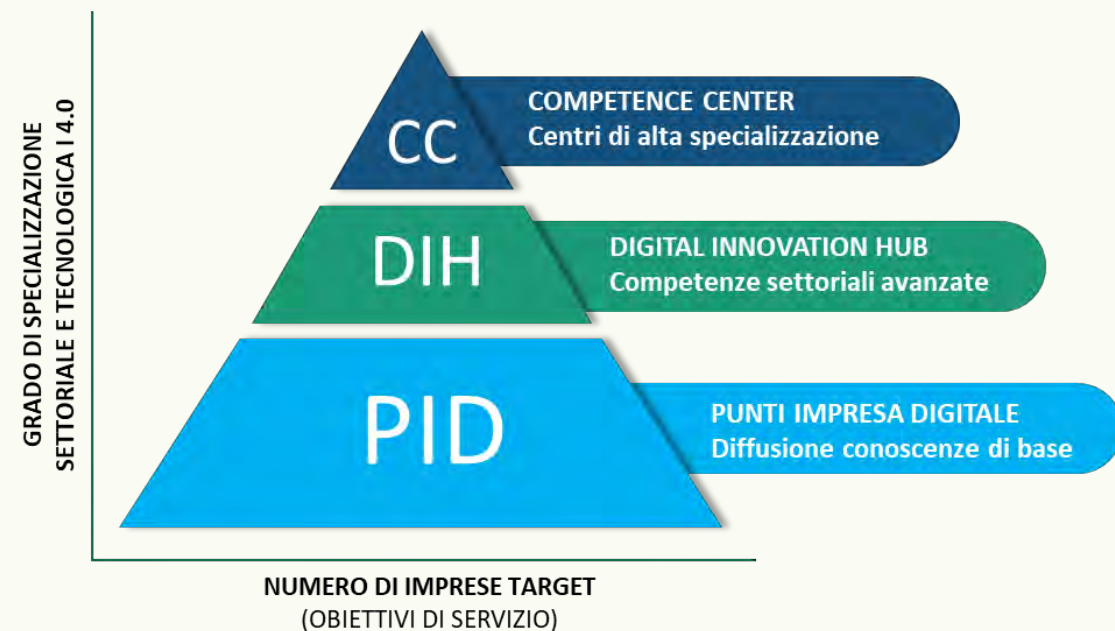 GRADO DI SPECIALIZZAZIONE
SETTORIALE E TECNOLOGICA I 4.0
CC
COMPETENCE CENTER
Centri di alta specializzazione
DIH
DIGITAL INNOVATION HUB
Competenze settoriali avanzate
PID
PUNTI IMPRESA DIGITALE
Diffusione conoscenze di base
NUMERO DI IMPRESE TARGET
(OBIETTIVI DI SERVIZIO)